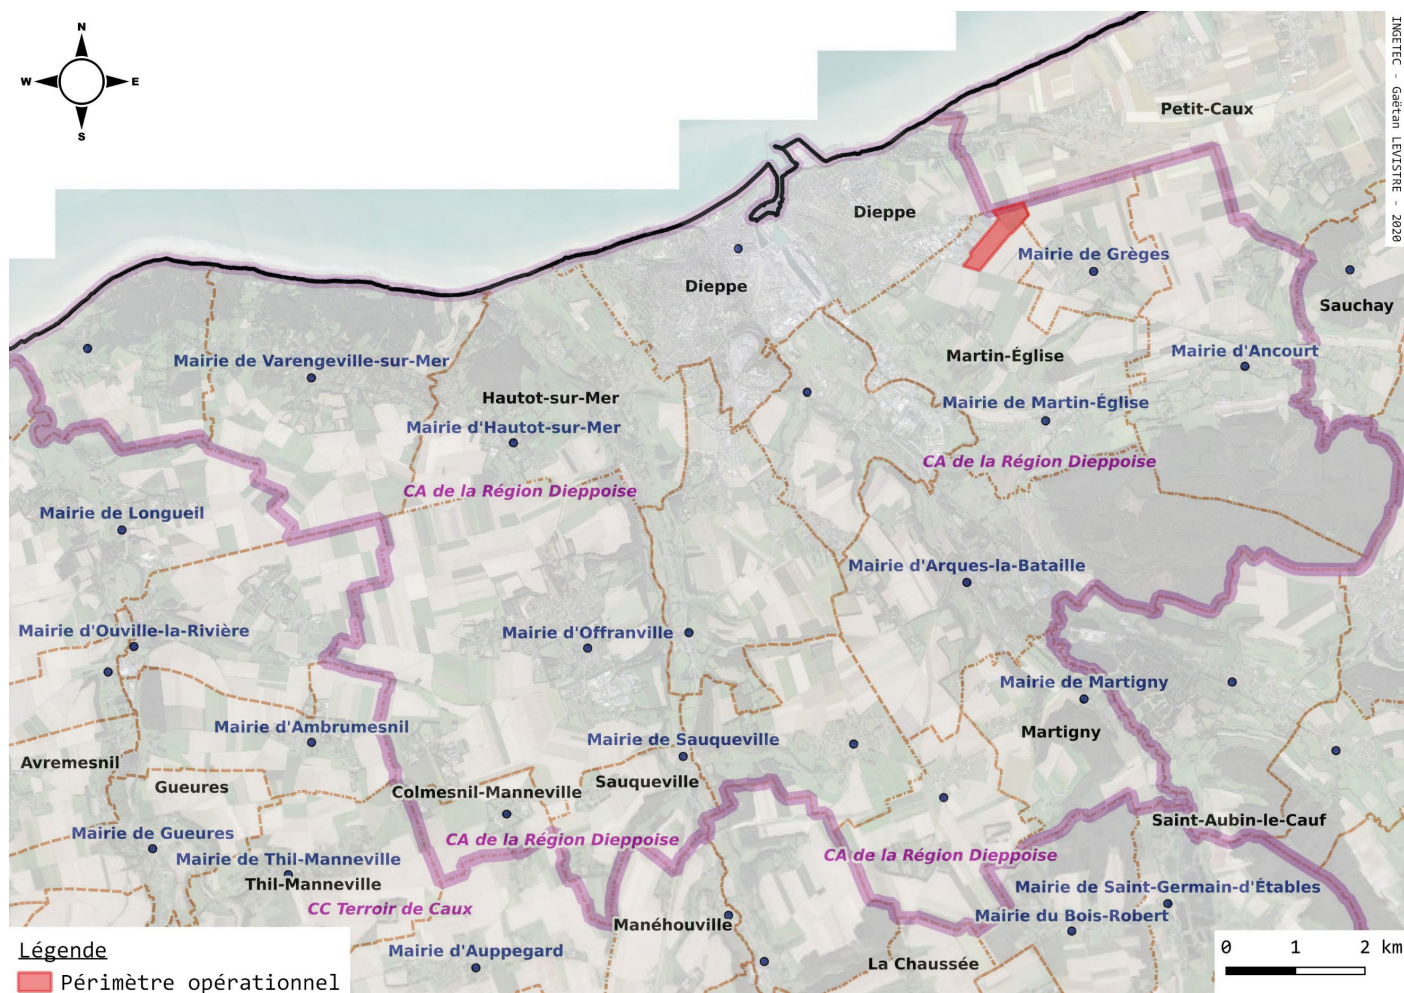 N
W
E
S
INGETEC - Gaëtan LEVISTRE - 2020
Petit-Caux
Dieppe
Mairie de Grèges
Dieppe
Sauchay
Mairie de Varengeville-sur-Mer
Martin-Église
Mairie d'Ancourt
Hautot-sur-Mer
Mairie d'Hautot-sur-Mer
Mairie de Martin-Église
CA de la Région Dieppoise
CA de la Région Dieppoise
Mairie de Longueil
Mairie d'Arques-la-Bataille
Mairie d'Ouville-la-Rivière
Mairie d'Offranville
Mairie de Martigny
Mairie d'Ambrumesnil
Martigny
Mairie de Sauqueville
Avremesnil
Sauqueville
Gueures
Colmesnil-Manneville
Saint-Aubin-le-Cauf
Mairie de Gueures
CA de la Région Dieppoise
CA de la Région Dieppoise
Mairie de Thil-Manneville
Thil-Manneville
Mairie de Saint-Germain-d'Étables
CC Terroir de Caux
Mairie du Bois-Robert
Manéhouville
Mairie d'Auppegard
La Chaussée
Légende
Périmètre opérationnel
0 1 2 km